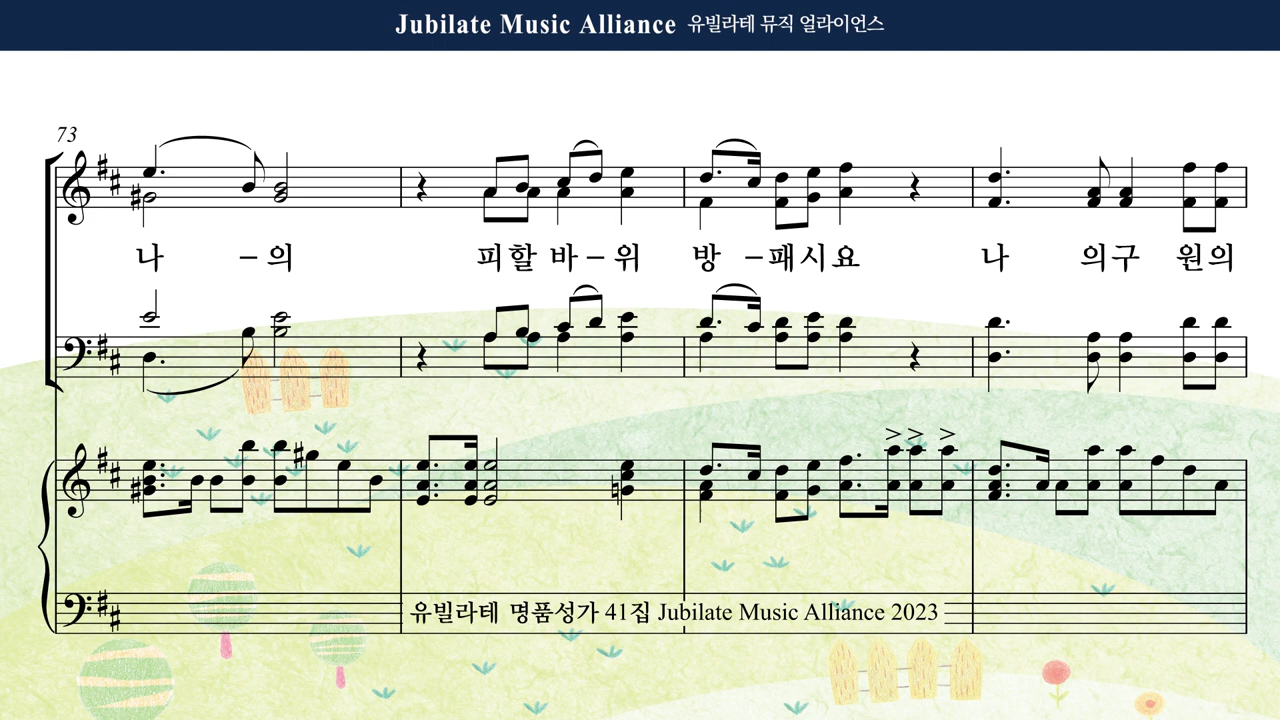 Jubilate Music Alliance 유빌라테 뮤직 얼라이언스
73
나 - 의 피할 바 - 위 방 - 패시요 나 의구 원의
유빌라테 명품성가 41집 Jubilate Music Alliance 2023